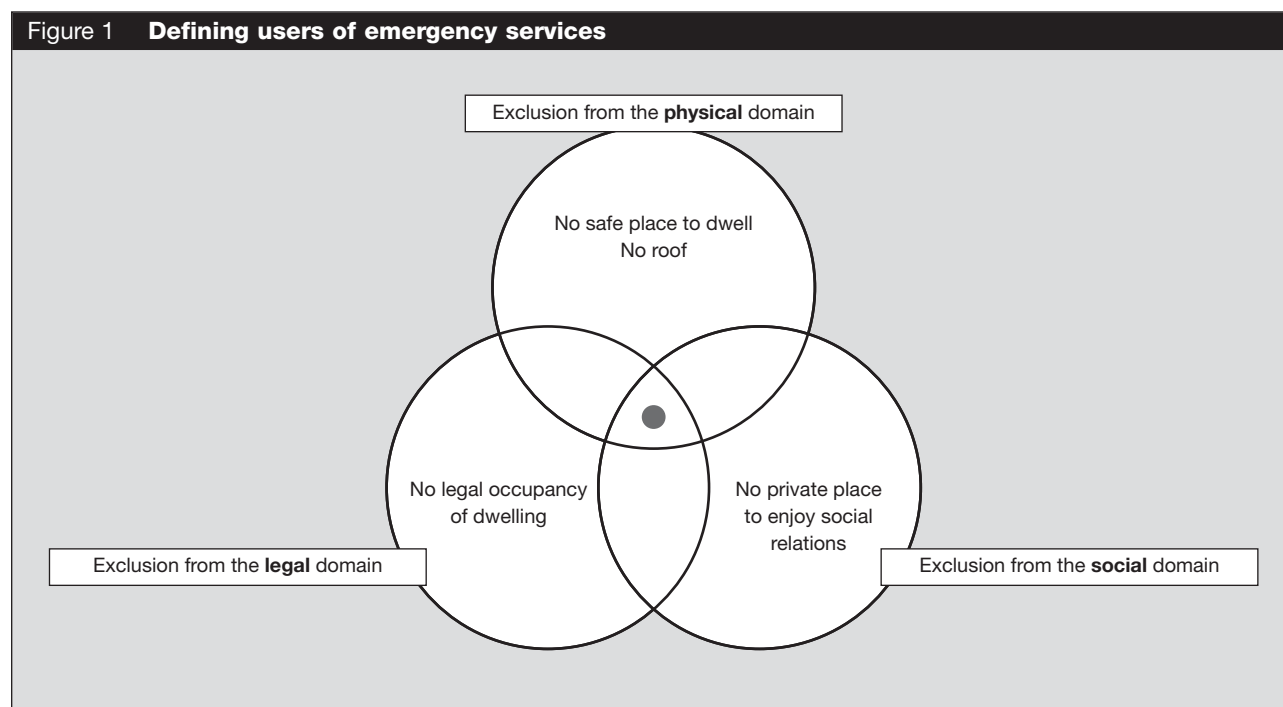 Figure 1 Defining users of emergency services
Exclusion from the physical domain
No safe place to dwell
No roof
No legal occupancy
of dwelling
No private place
to enjoy social
relations
Exclusion from the legal domain
Exclusion from the social domain